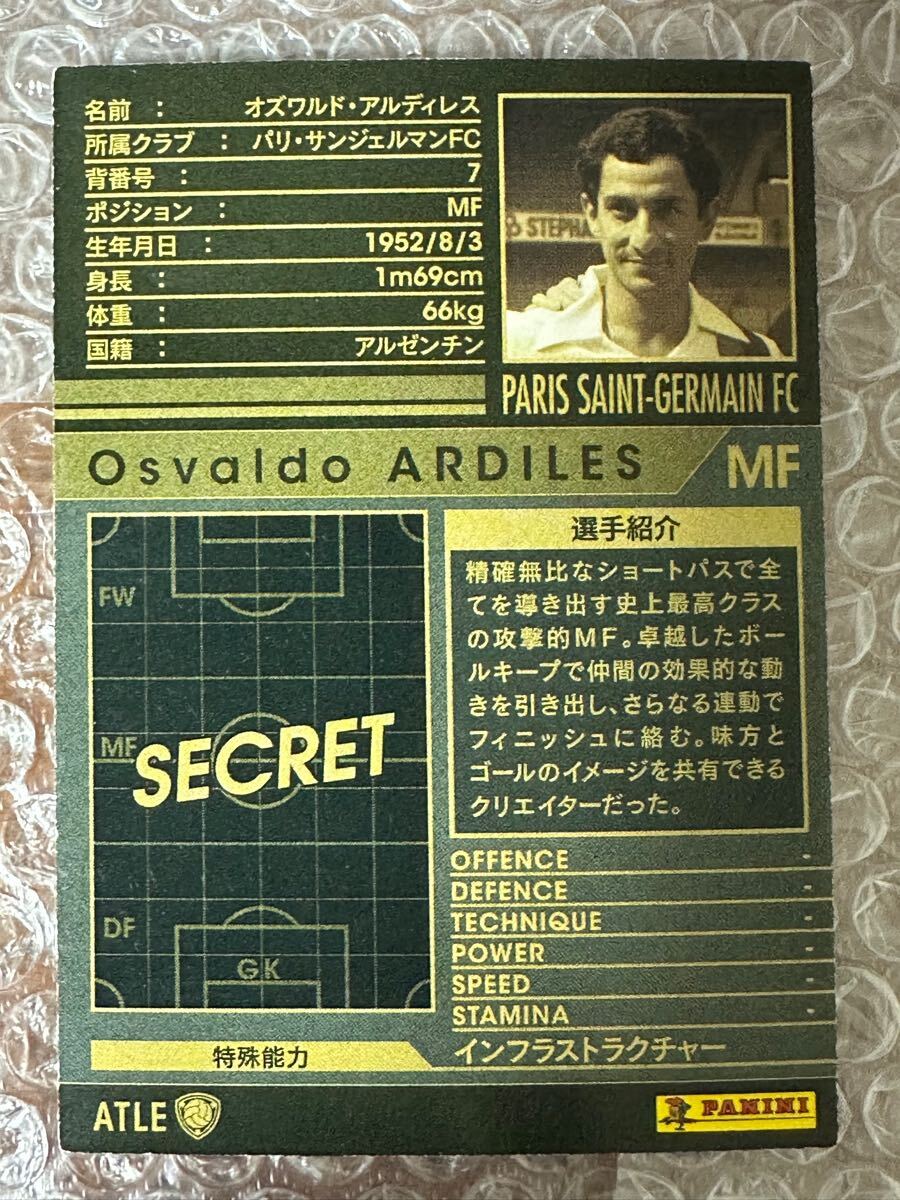 名前 : オズワルド・アルディレス
所属クラブ : パリ・サンジェルマンFC
背番号 : 7
ポジション : MF
生年月日 : 1952/8/3
身長 : 1m69cm
体重 : 66kg
国籍 : アルゼンチン
STEPHA
PARIS SAINT-GERMAIN FC
Osvaldo ARDILES MF
FW
MF
SECRET
DF
GK
選手紹介
精確無比なショートパスで全
てを導き出す史上最高クラス
の攻撃的MF。卓越したボー
ルキープで仲間の効果的な動
きを引き出し、さらなる連動で
フィニッシュに絡む。味方と
ゴールのイメージを共有できる
クリエイターだった。
OFFENCE -
DEFENCE -
TECHNIQUE -
POWER -
SPEED -
STAMINA -
特殊能力 インフラストラクチャー
ATLE
PANINI